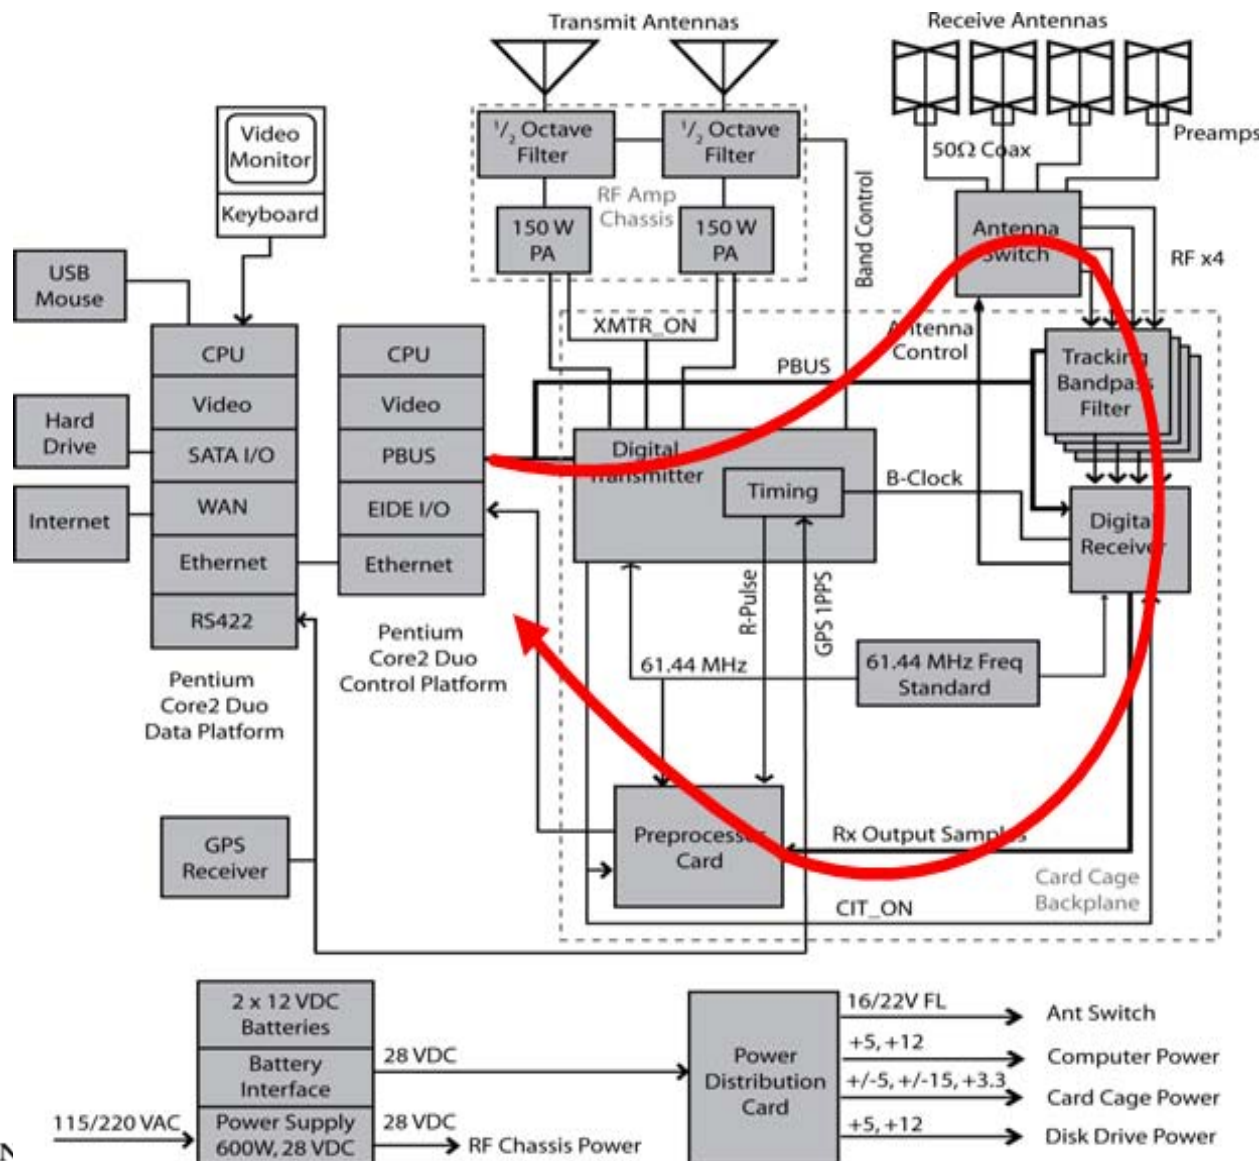 Transmit Antennas
Receive Antennas
Preamps
50Ω Coax
1/2 Octave
Filter
1/2 Octave
Filter
RF Amp
Chassis
150 W
PA
150 W
PA
Band Control
Antenna
Switch
RF x4
Video
Monitor
Keyboard
USB
Mouse
Hard
Drive
Internet
CPU
Video
SATA I/O
WAN
Ethernet
RS422
Pentium
Core2 Duo
Data Platform
CPU
Video
PBUS
EIDE I/O
Ethernet
Pentium
Core2 Duo
Control Platform
XMTR_ON
PBUS
Antenna
Control
Tracking
Bandpass
Filter
Digital
Transmitter
Timing
B-Clock
Digital
Receiver
R-Pulse
GPS 1PPS
61.44 MHz
61.44 MHz Freq
Standard
Preprocesser
Card
Rx Output Samples
Card Cage
Backplane
CIT_ON
GPS
Receiver
2 x 12 VDC
Batteries
Battery
Interface
Power Supply
600W, 28 VDC
115/220 VAC
28 VDC
28 VDC
RF Chassis Power
Power
Distribution
Card
16/22V FL
Ant Switch
+5, +12
Computer Power
+/-5, +/-15, +3.3
Card Cage Power
+5, +12
Disk Drive Power